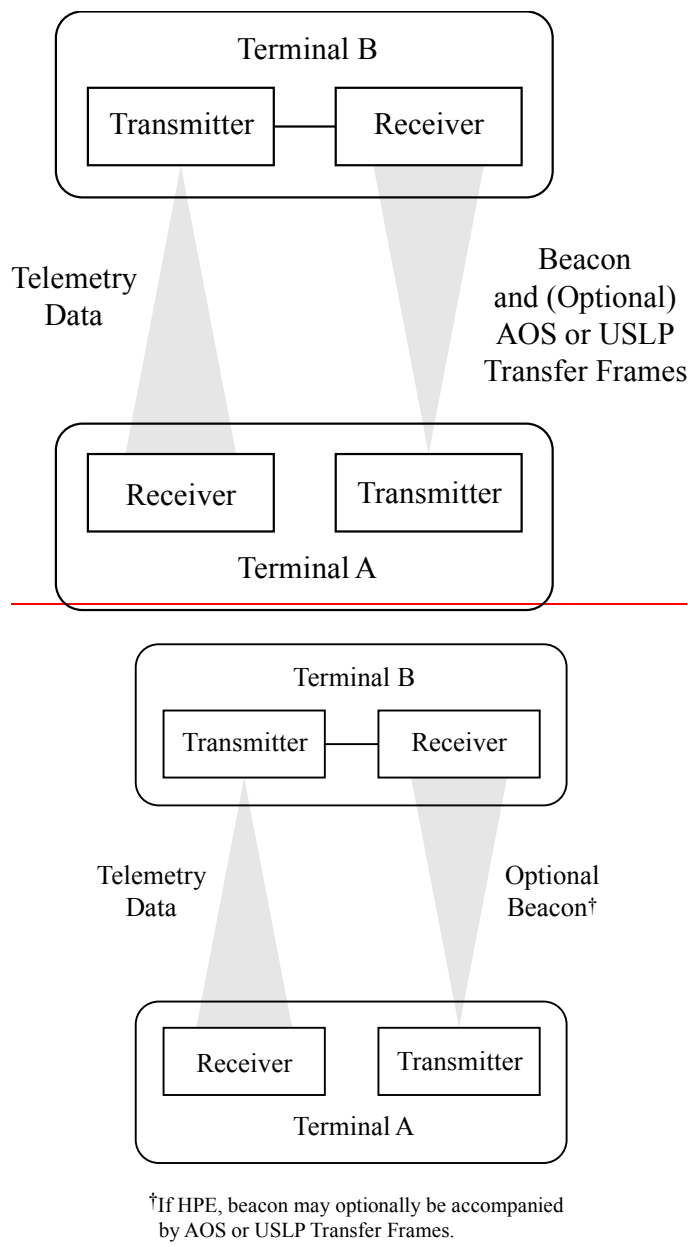 Terminal B
Transmitter
Receiver
Telemetry
Data
Beacon
and (Optional)
AOS or USLP
Transfer Frames
Receiver
Transmitter
Terminal A
Terminal B
Transmitter
Receiver
Telemetry
Data
Optional
Beacon†
Receiver
Transmitter
Terminal A
†If HPE, beacon may optionally be accompanied
by AOS or USLP Transfer Frames.